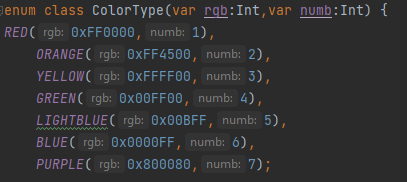 enum class ColorType(var rgb:Int,var numb:Int) {
RED( rgb: 0xFF0000, numb: 1),
ORANGE( rgb: 0xFF4500, numb: 2),
YELLOW( rgb: 0xFFFF00, numb: 3),
GREEN( rgb: 0x00FF00, numb: 4),
LIGHTBLUE( rgb: 0x00BFF, numb: 5),
BLUE( rgb: 0x0000FF, numb: 6),
PURPLE( rgb: 0x800080, numb: 7);